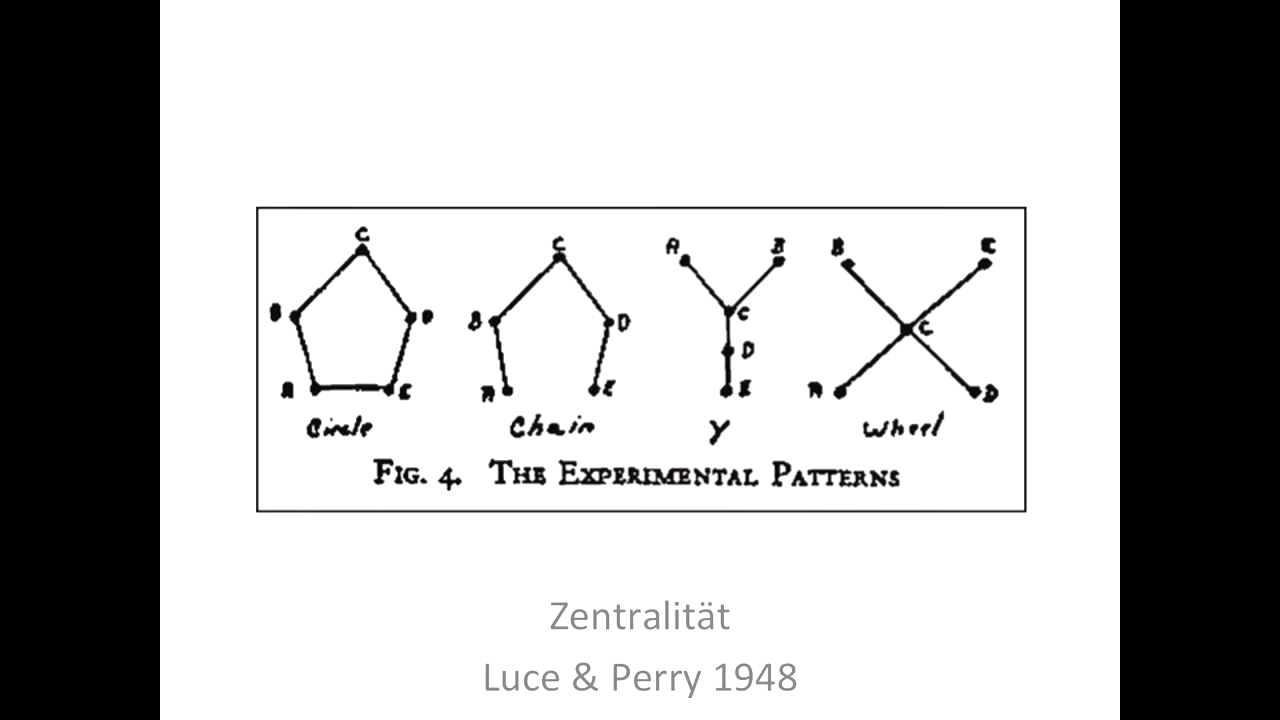 C
B D
A E
Circle
C
B D
A E
Chain
A B
C
D
E
Y
B E
C
A D
Wheel
FIG. 4. THE EXPERIMENTAL PATTERNS
Zentralität
Luce & Perry 1948